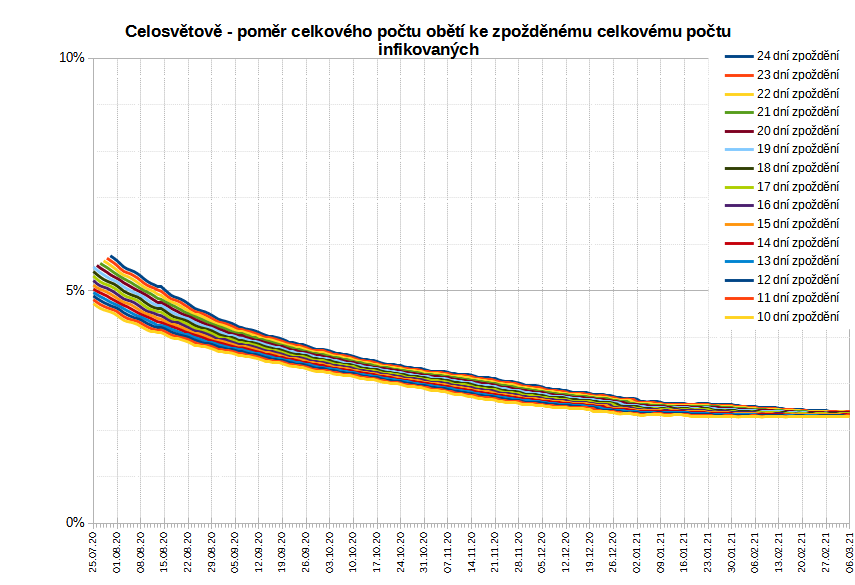 Celosvětově - poměr celkového počtu obětí ke zpožděnému celkovému počtu
infikovaných
10%
5%
0%
24 dní zpoždění
23 dní zpoždění
22 dní zpoždění
21 dní zpoždění
20 dní zpoždění
19 dní zpoždění
18 dní zpoždění
17 dní zpoždění
16 dní zpoždění
15 dní zpoždění
14 dní zpoždění
13 dní zpoždění
12 dní zpoždění
11 dní zpoždění
10 dní zpoždění
25.07.20
01.08.20
08.08.20
15.08.20
22.08.20
29.08.20
05.09.20
12.09.20
19.09.20
26.09.20
03.10.20
10.10.20
17.10.20
24.10.20
31.10.20
07.11.20
14.11.20
21.11.20
28.11.20
05.12.20
12.12.20
19.12.20
26.12.20
02.01.21
09.01.21
16.01.21
23.01.21
30.01.21
06.02.21
13.02.21
20.02.21
27.02.21
06.03.21